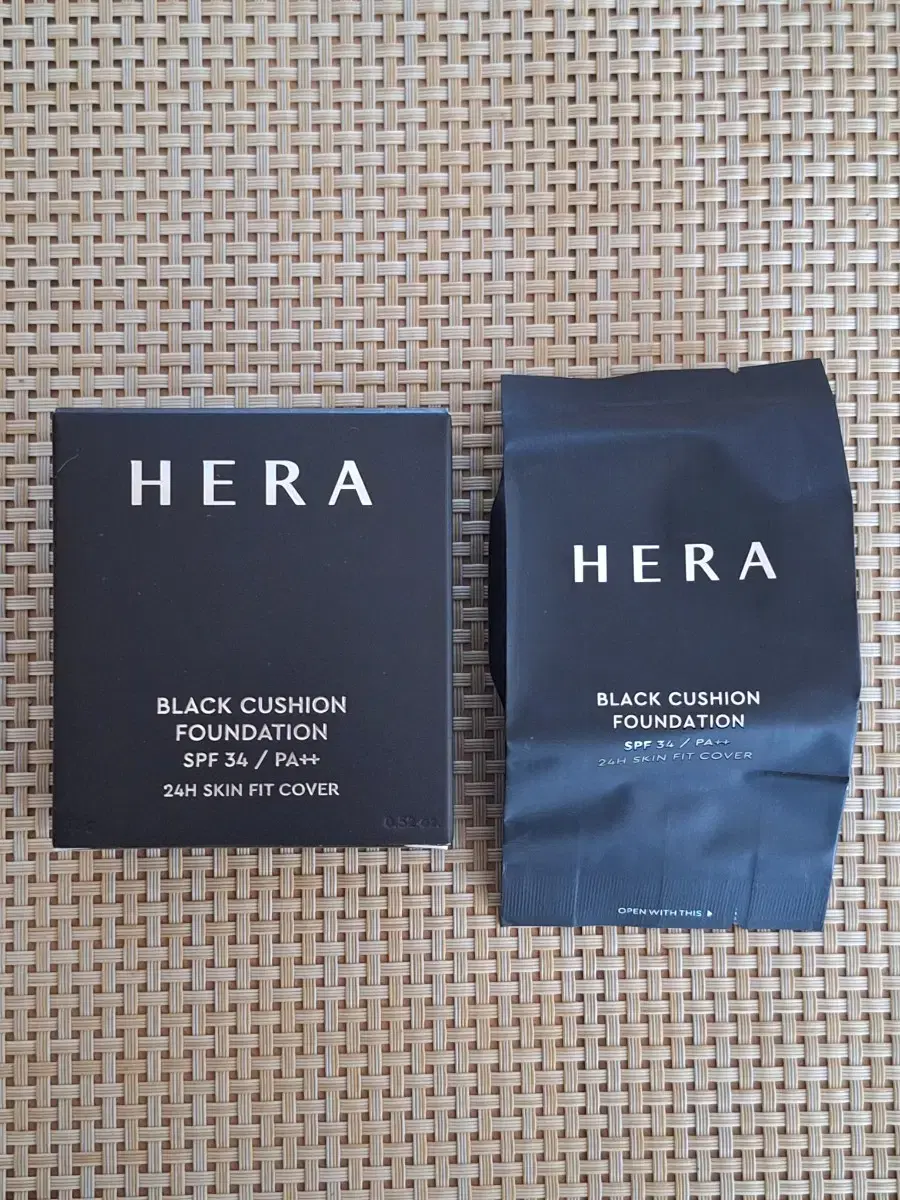 HERA
BLACK CUSHION
FOUNDATION
SPF 34 / PA++
24H SKIN FIT COVER
HERA
BLACK CUSHION
FOUNDATION
SPF 34 / PA++
24H SKIN FIT COVER
OPEN WITH THIS